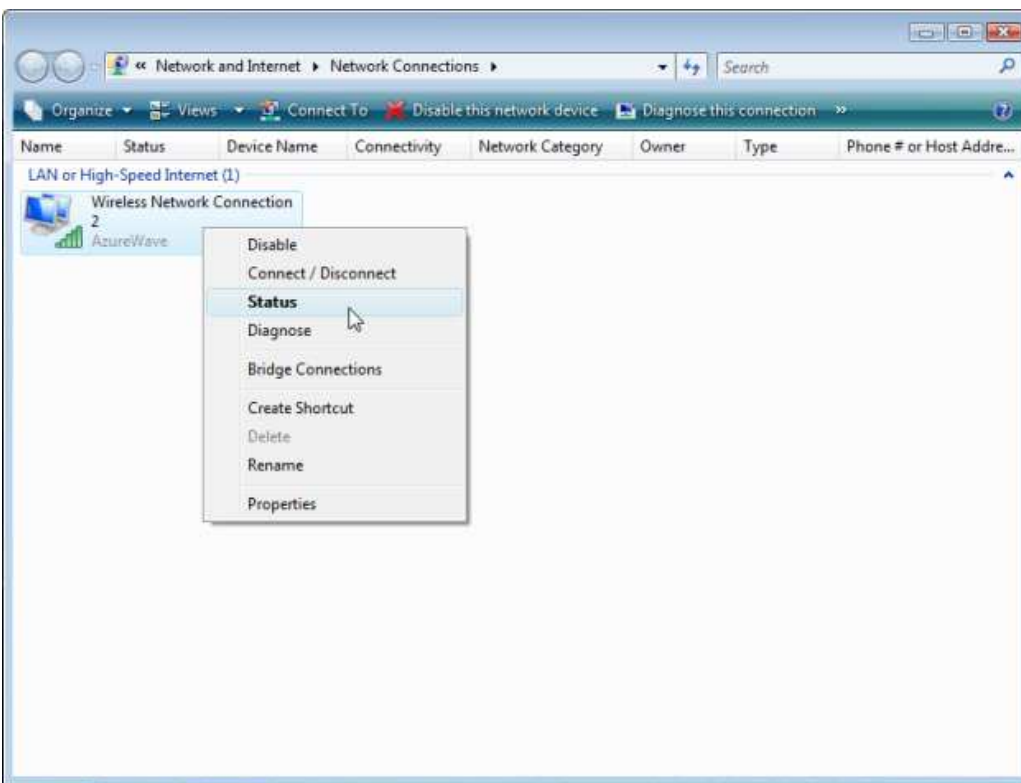 « Network and Internet ▸ Network Connections ▸ Search
Organize Views Connect To Disable this network device Diagnose this connection »
Name Status Device Name Connectivity Network Category Owner Type Phone # or Host Addre...
LAN or High-Speed Internet (1)
Wireless Network Connection
2
AzureWave
Disable
Connect / Disconnect
Status
Diagnose
Bridge Connections
Create Shortcut
Delete
Rename
Properties